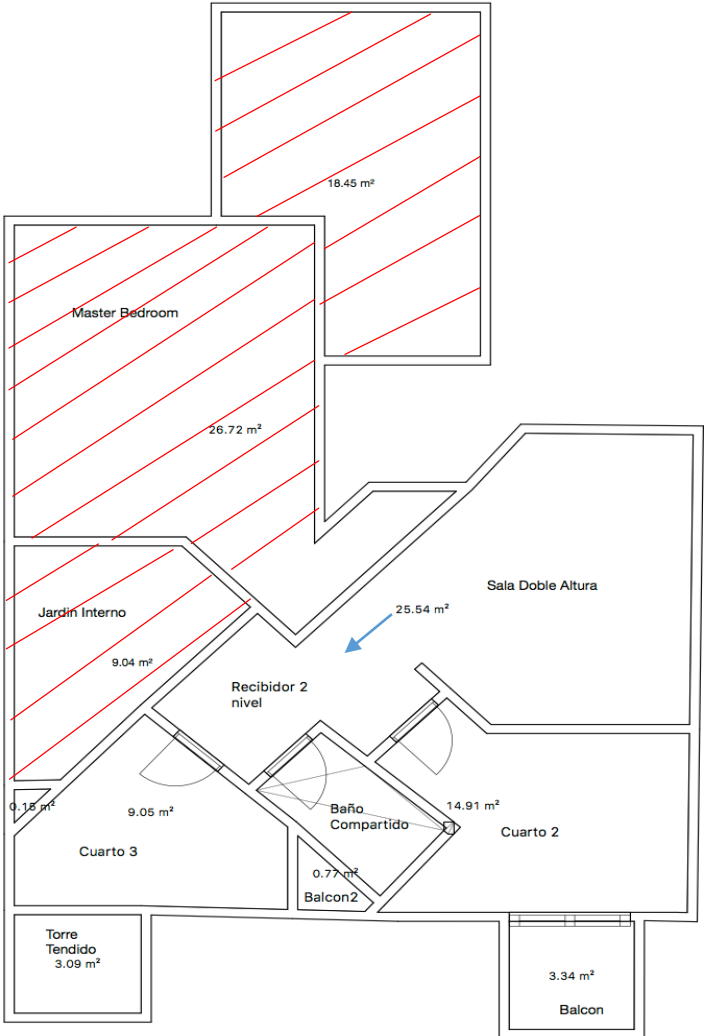 18.45 m²
Master Bedroom
26.72 m²
Sala Doble Altura
25.54 m²
Jardin Interno
9.04 m²
Recibidor 2
nivel
0.15 m²
9.05 m²
14.91 m²
Baño
Compartido
Cuarto 2
Cuarto 3
0.77 m²
Balcon2
Torre
Tendido
3.09 m²
3.34 m²
Balcon